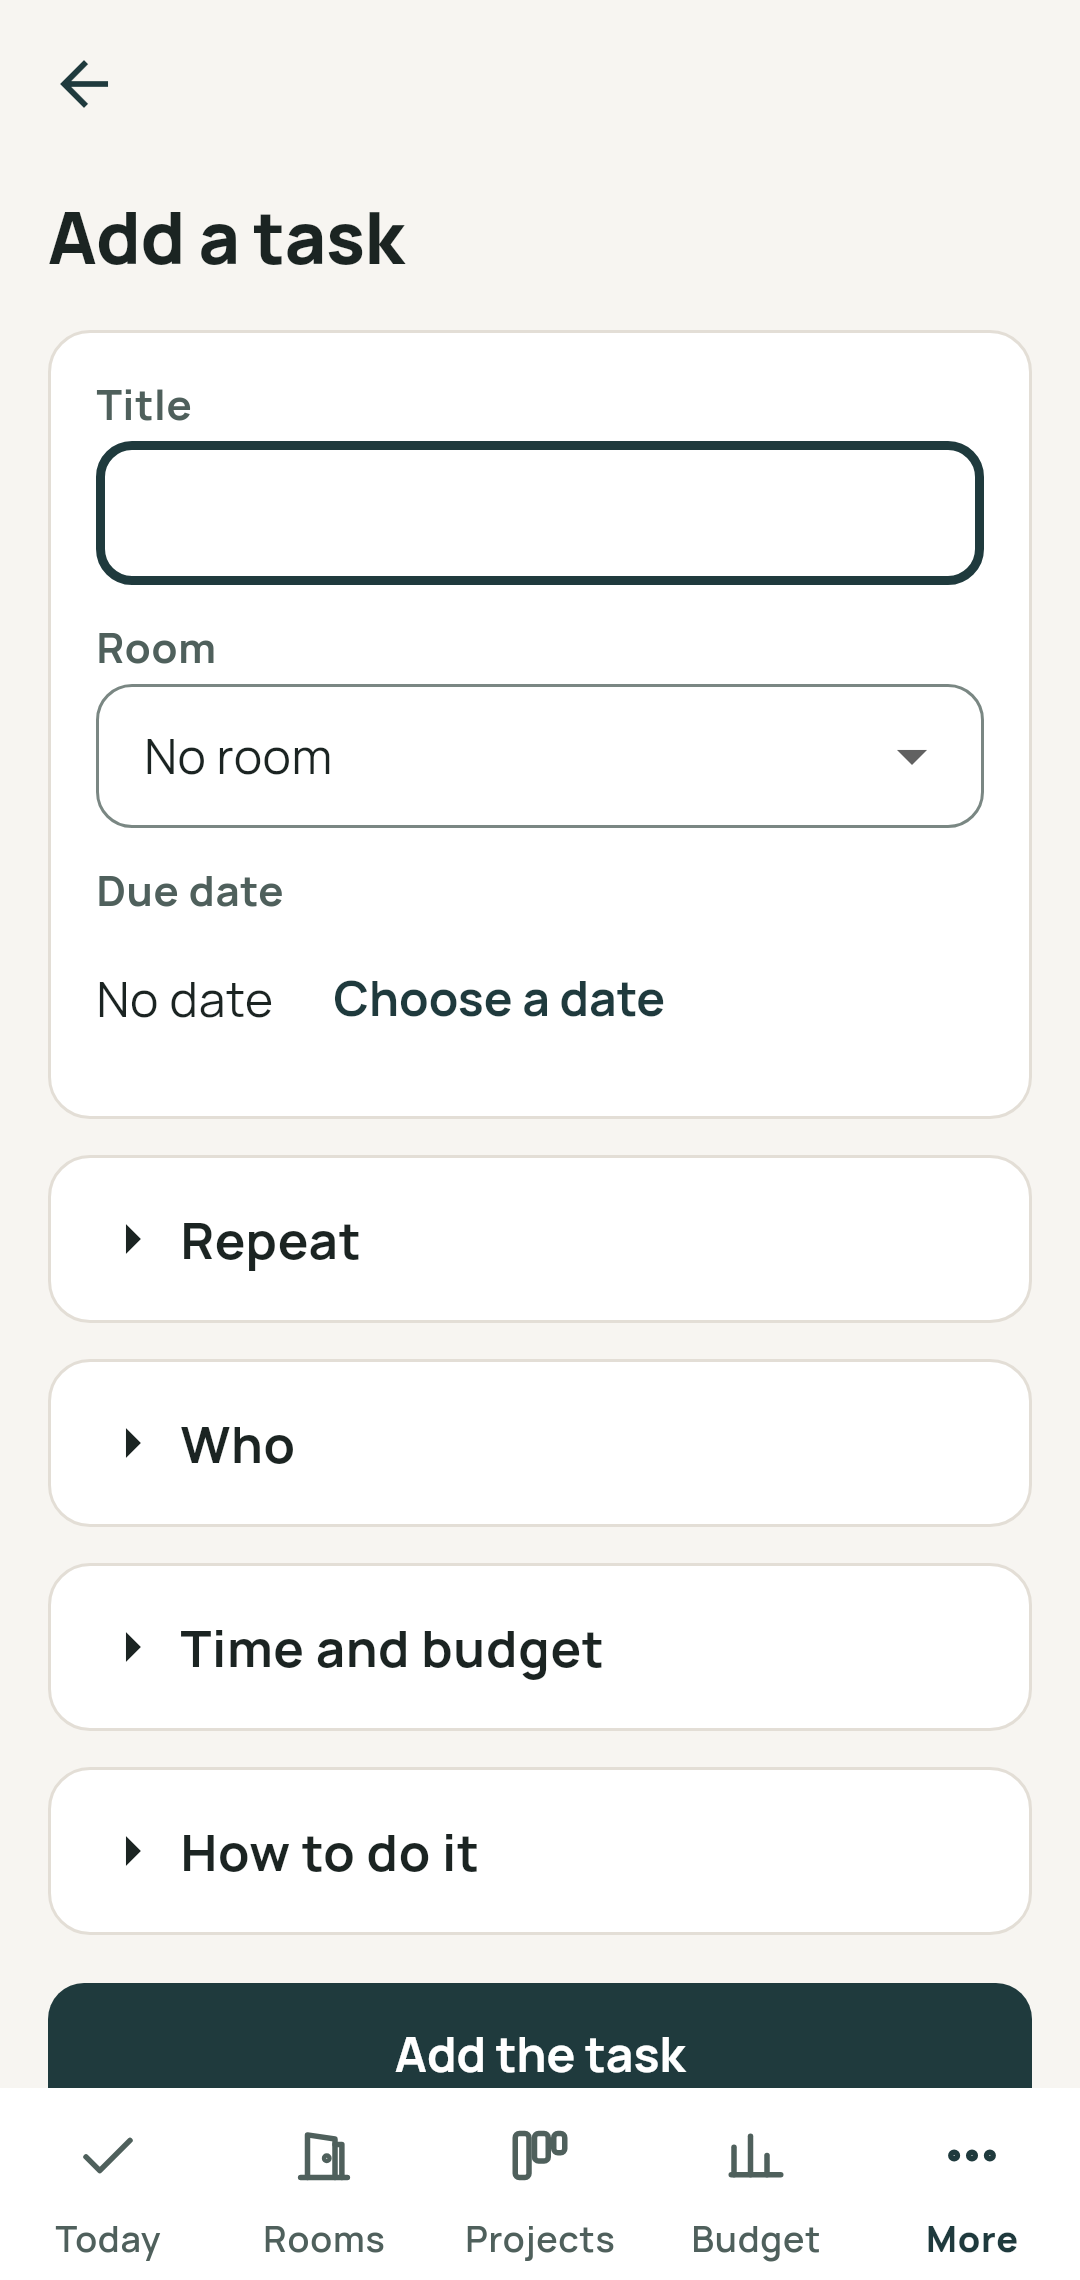 Add a task
Title
Room
No room
Due date
No date Choose a date
Repeat
Who
Time and budget
How to do it
Add the task
Today Rooms Projects Budget More